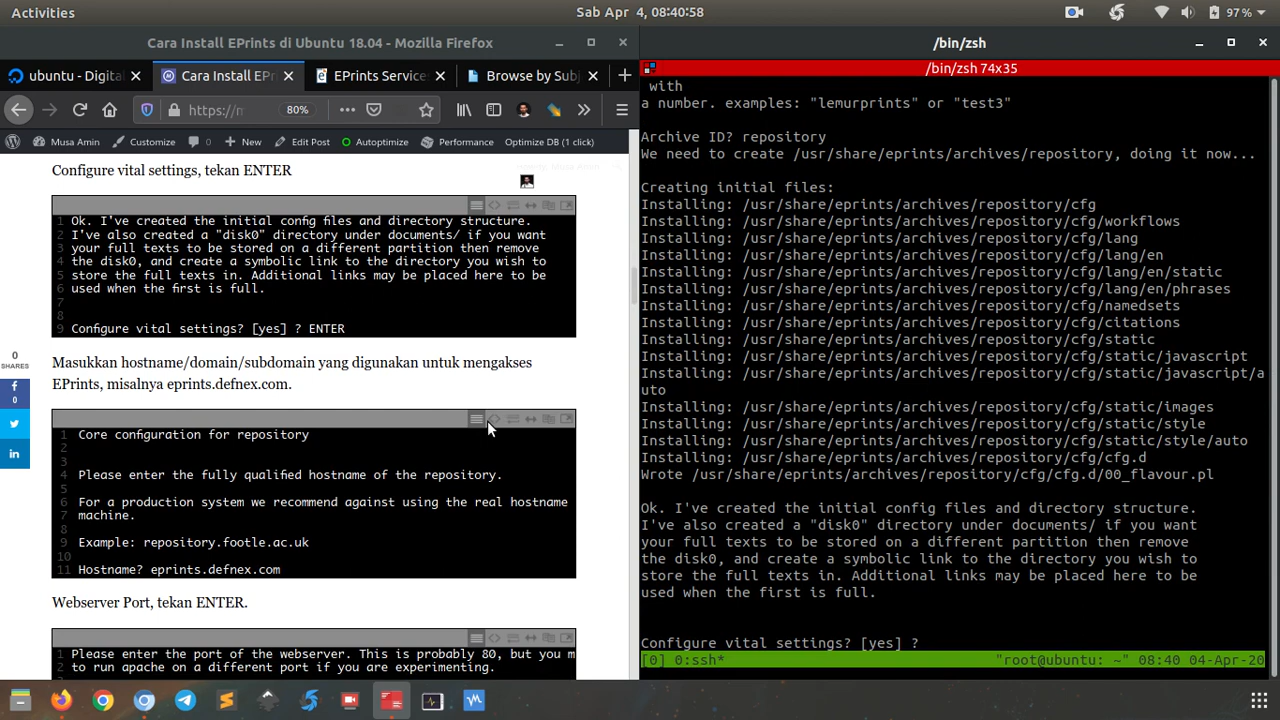 Activities
Sab Apr 4, 08:40:58
97%
Cara Install EPrints di Ubuntu 18.04 - Mozilla Firefox
ubuntu - Digital
Cara Install EPri
EPrints Services
Browse by Sub
https://
80%
Musa Amin
Customize
0
New
Edit Post
Autoptimize
Performance
Optimize DB (1 click)
Configure vital settings, tekan ENTER
1 Ok. I've created the initial config files and directory structure.
2 I've also created a "disk0" directory under documents/ if you want
3 your full texts to be stored on a different partition then remove
4 the disk0, and create a symbolic link to the directory you wish to
5 store the full texts in. Additional links may be placed here to be
6 used when the first is full.
7
8
9 Configure vital settings? [yes] ? ENTER
0
SHARES
0
Masukkan hostname/domain/subdomain yang digunakan untuk mengakses
EPrints, misalnya eprints.defnex.com.
1 Core configuration for repository
2
3
4 Please enter the fully qualified hostname of the repository.
5
6 For a production system we recommend against using the real hostname
7 machine.
8
9 Example: repository.footle.ac.uk
10
11 Hostname? eprints.defnex.com
Webserver Port, tekan ENTER.
1 Please enter the port of the webserver. This is probably 80, but you m
2 to run apache on a different port if you are experimenting.
/bin/zsh
/bin/zsh 74x35
with
a number. examples: "lemurprints" or "test3"
Archive ID? repository
We need to create /usr/share/eprints/archives/repository, doing it now...
Creating initial files:
Installing: /usr/share/eprints/archives/repository/cfg
Installing: /usr/share/eprints/archives/repository/cfg/workflows
Installing: /usr/share/eprints/archives/repository/cfg/lang
Installing: /usr/share/eprints/archives/repository/cfg/lang/en
Installing: /usr/share/eprints/archives/repository/cfg/lang/en/static
Installing: /usr/share/eprints/archives/repository/cfg/lang/en/phrases
Installing: /usr/share/eprints/archives/repository/cfg/namedsets
Installing: /usr/share/eprints/archives/repository/cfg/citations
Installing: /usr/share/eprints/archives/repository/cfg/static
Installing: /usr/share/eprints/archives/repository/cfg/static/javascript
Installing: /usr/share/eprints/archives/repository/cfg/static/javascript/a
uto
Installing: /usr/share/eprints/archives/repository/cfg/static/images
Installing: /usr/share/eprints/archives/repository/cfg/static/style
Installing: /usr/share/eprints/archives/repository/cfg/static/style/auto
Installing: /usr/share/eprints/archives/repository/cfg/cfg.d
Wrote /usr/share/eprints/archives/repository/cfg/cfg.d/00_flavour.pl
Ok. I've created the initial config files and directory structure.
I've also created a "disk0" directory under documents/ if you want
your full texts to be stored on a different partition then remove
the disk0, and create a symbolic link to the directory you wish to
store the full texts in. Additional links may be placed here to be
used when the first is full.
Configure vital settings? [yes] ?
[0] 0:ssh* "root@ubuntu: ~" 08:40 04-Apr-20